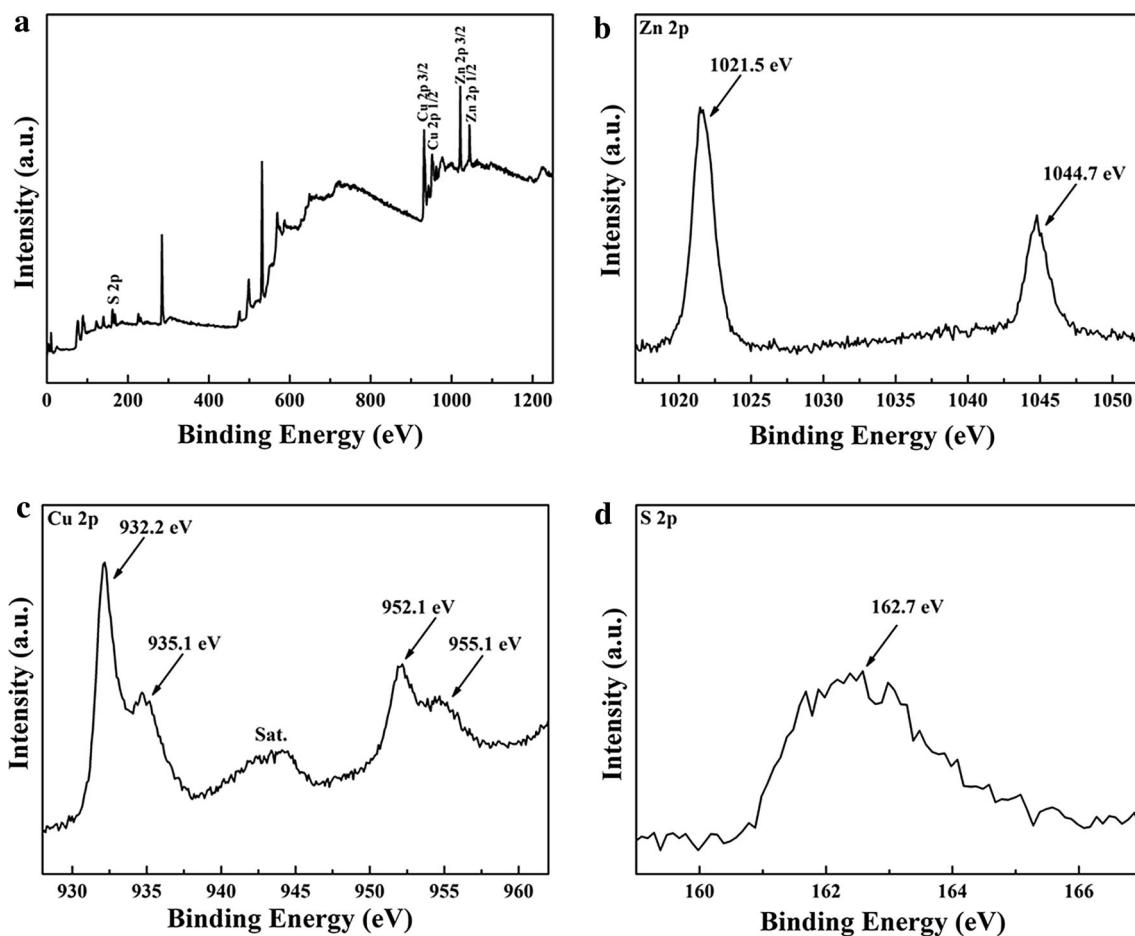 a
S 2p
Cu 2p 3/2
Cu 2p 1/2
Zn 2p 3/2
Zn 2p 1/2
Intensity (a.u.)
0 200 400 600 800 1000 1200
Binding Energy (eV)
b
Zn 2p
1021.5 eV
1044.7 eV
Intensity (a.u.)
1020 1025 1030 1035 1040 1045 1050
Binding Energy (eV)
c
Cu 2p
932.2 eV
935.1 eV
Sat.
952.1 eV
955.1 eV
Intensity (a.u.)
930 935 940 945 950 955 960
Binding Energy (eV)
d
S 2p
162.7 eV
Intensity (a.u.)
160 162 164 166
Binding Energy (eV)